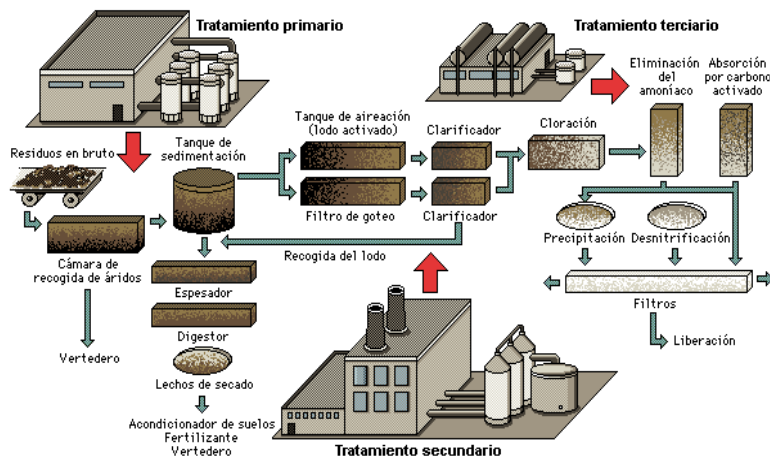 Tratamiento primario
Tratamiento terciario
Eliminación
del
amoníaco
Absorción
por carbono
activado
Residuos en bruto
Tanque de
sedimentación
Tanque de aireación
(lodo activado)
Clarificador
Cloración
Filtro de goteo
Clarificador
Cámara de
recogida de áridos
Recogida del lodo
Precipitación
Desnitrificación
Espesador
Filtros
Vertedero
Digestor
Liberación
Lechos de secado
Acondicionador de suelos
Fertilizante
Vertedero
Tratamiento secundario